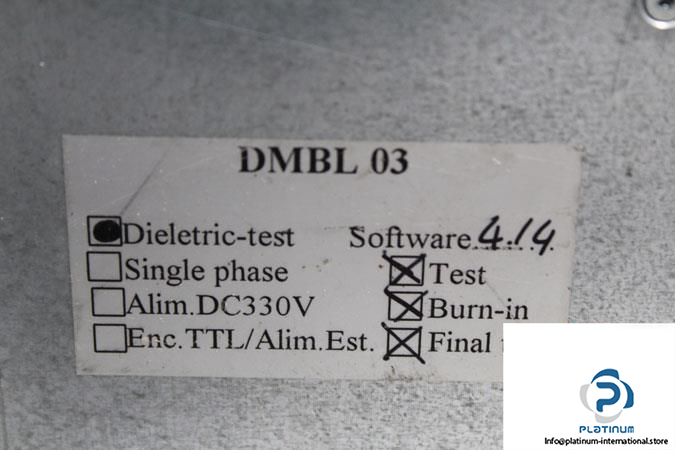 DMBL 03
Dieletric-test Software 4.14
Single phase Test
Alim.DC330V Burn-in
Enc.TTL/Alim.Est. Final
PLATINUM
Info@platinum-international.store